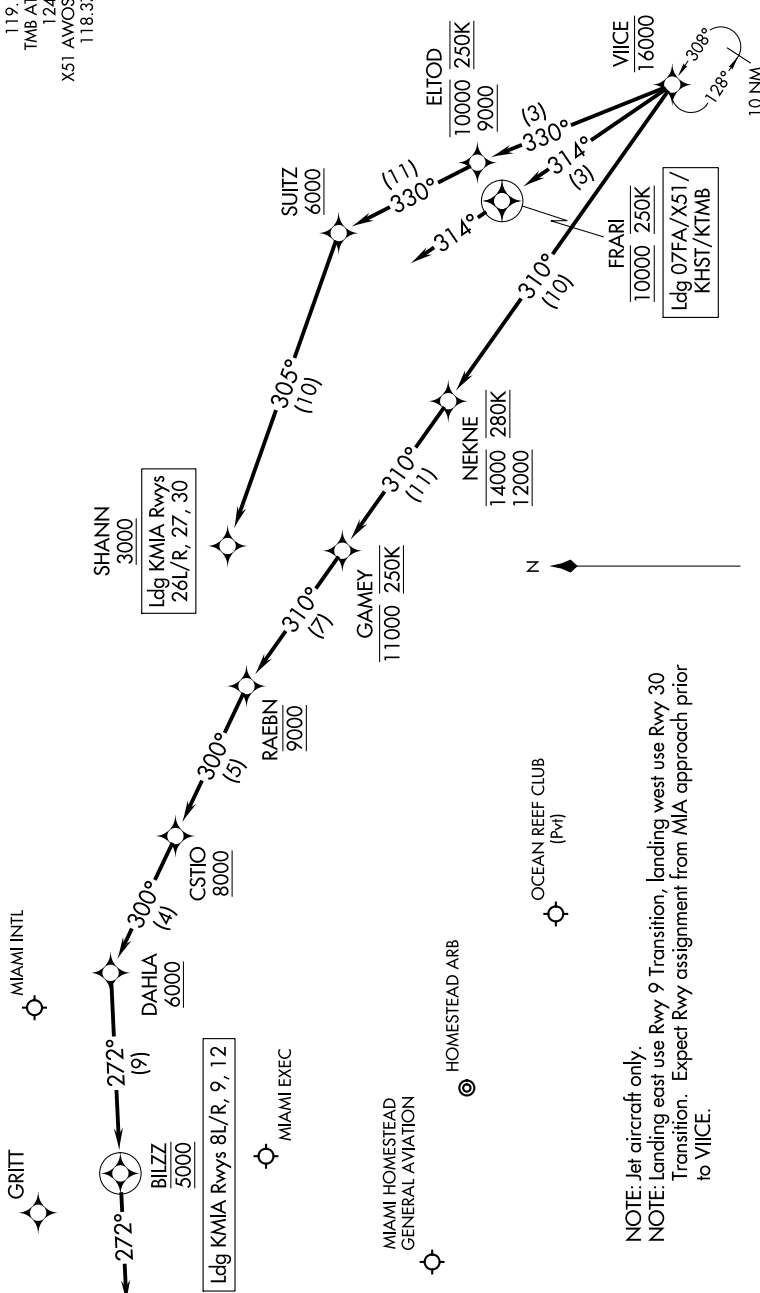 119.
TMB AT
124
X51 AWOS
118.3
VIICE
16000
308°
128°
10 NM
ELTOD
10000 250K
9000
(3)
330°
314°
(3)
SUITZ
6000
(11)
330°
314°
FRARI
10000 250K
Ldg 07FA/X51/
KHST/KTMB
310°
(10)
305°
(10)
NEKNE
14000 280K
12000
SHANN
3000
Ldg KMIA Rwys
26L/R, 27, 30
310°
(11)
GAMEY
11000 250K
310°
(7)
N
RAEBN
9000
300°
(5)
CSTIO
8000
300°
(4)
MIAMI INTL
DAHLA
6000
272°
(9)
OCEAN REEF CLUB
(Pvt)
GRITT
BILZZ
5000
272°
Ldg KMIA Rwys 8L/R, 9, 12
MIAMI EXEC
HOMESTEAD ARB
MIAMI HOMESTEAD
GENERAL AVIATION
NOTE: Jet aircraft only.
NOTE: Landing east use Rwy 9 Transition, landing west use Rwy 30
Transition. Expect Rwy assignment from MIA approach prior
to VIICE.